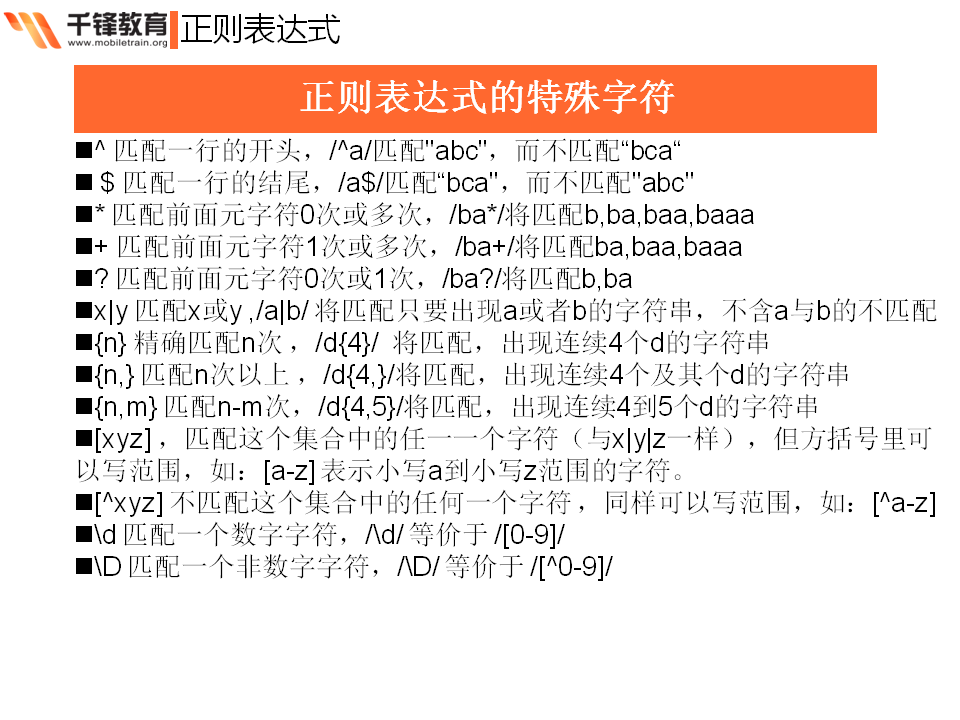 千锋教育
www.mobiletrain.org
正则表达式
正则表达式的特殊字符
■^ 匹配一行的开头，/^a/匹配"abc"，而不匹配“bca“
■ $ 匹配一行的结尾，/a$/匹配“bca"，而不匹配"abc"
■* 匹配前面元字符0次或多次，/ba*/将匹配b,ba,baa,baaa
■+ 匹配前面元字符1次或多次，/ba+/将匹配ba,baa,baaa
■? 匹配前面元字符0次或1次，/ba?/将匹配b,ba
■x|y 匹配x或y ,/a|b/ 将匹配只要出现a或者b的字符串，不含a与b的不匹配
■{n} 精确匹配n次 ，/d{4}/ 将匹配，出现连续4个d的字符串
■{n,} 匹配n次以上 ，/d{4,}/将匹配，出现连续4个及其个d的字符串
■{n,m} 匹配n-m次，/d{4,5}/将匹配，出现连续4到5个d的字符串
■[xyz] ，匹配这个集合中的任一一个字符（与x|y|z一样），但方括号里可
以写范围，如：[a-z] 表示小写a到小写z范围的字符。
■[^xyz] 不匹配这个集合中的任何一个字符 ，同样可以写范围，如：[^a-z]
■\d 匹配一个数字字符，/\d/ 等价于 /[0-9]/
■\D 匹配一个非数字字符，/\D/ 等价于 /[^0-9]/